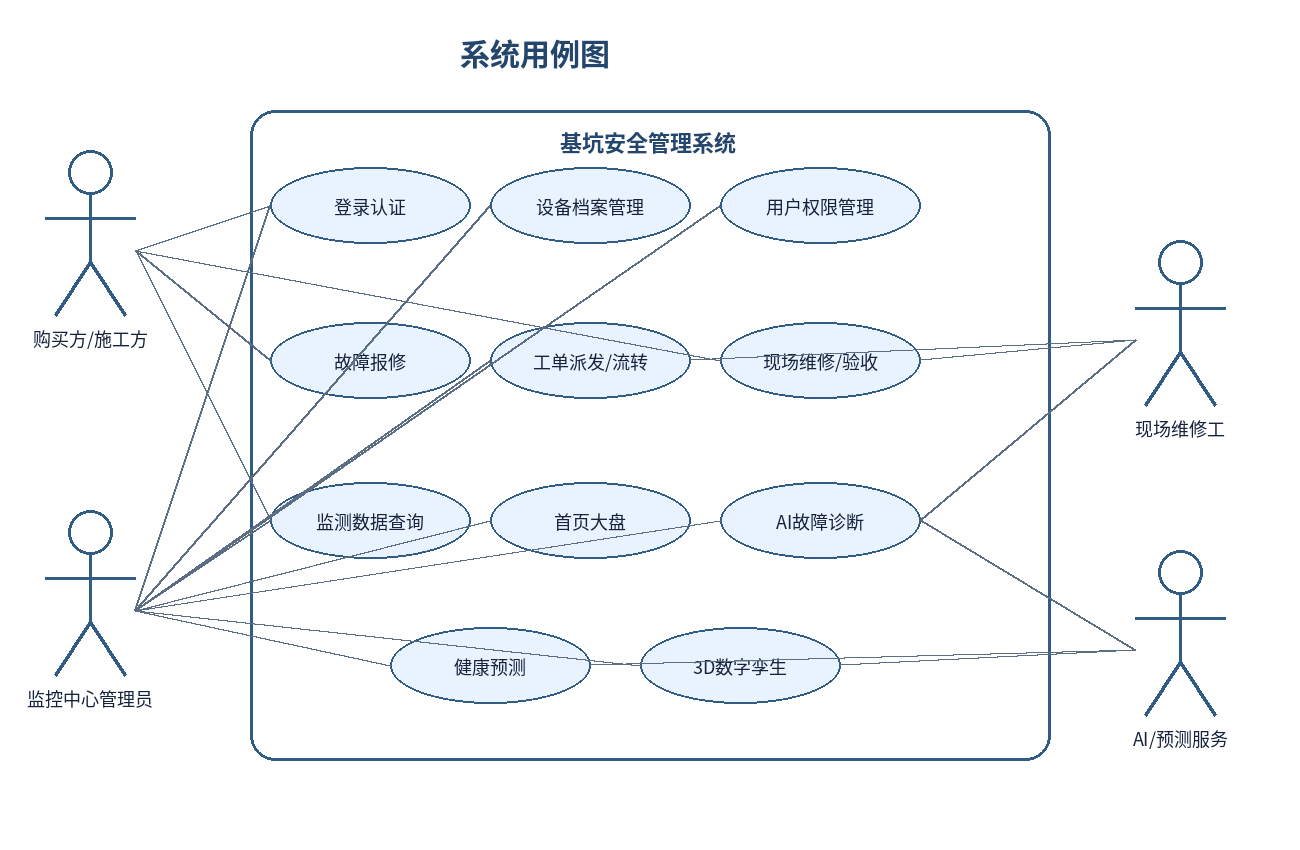 系统用例图
基坑安全管理系统
登录认证
设备档案管理
用户权限管理
购买方/施工方
故障报修
工单派发/流转
现场维修/验收
现场维修工
监测数据查询
首页大盘
AI故障诊断
监控中心管理员
健康预测
3D数字孪生
AI/预测服务